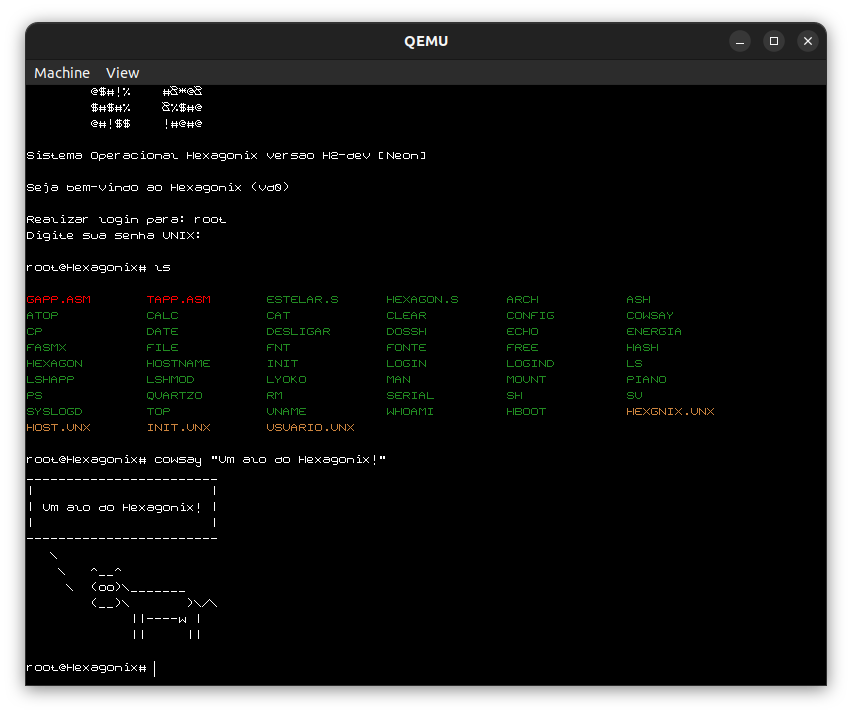 QEMU
Machine View
@$#!% #&*@&
$#$#% &%$#@
@#!$$ !#@#@
Sistema Operacional Hexagonix versao H2-dev [Neon]
Seja bem-vindo ao Hexagonix (vd0)
Realizar login para: root
Digite sua senha UNIX:
root@Hexagonix# ls
GAPP.ASM TAPP.ASM ESTELAR.S HEXAGON.S ARCH ASH
ATOP CALC CAT CLEAR CONFIG COWSAY
CP DATE DESLIGAR DOSSH ECHO ENERGIA
FASMX FILE FNT FONTE FREE HASH
HEXAGON HOSTNAME INIT LOGIN LOGIND LS
LSHAPP LSHMOD LYOKO MAN MOUNT PIANO
PS QUARTZO RM SERIAL SH SU
SYSLOGD TOP UNAME WHOAMI HBOOT HEXGNIX.UNX
HOST.UNX INIT.UNX USUARIO.UNX
root@Hexagonix# cowsay "Um alo do Hexagonix!"
------------------------
|                      |
| Um alo do Hexagonix! |
|                      |
------------------------
   \
    \   ^__^
     \  (oo)\_______
        (__)\       )\/\
             ||----w |
             ||     ||
root@Hexagonix#